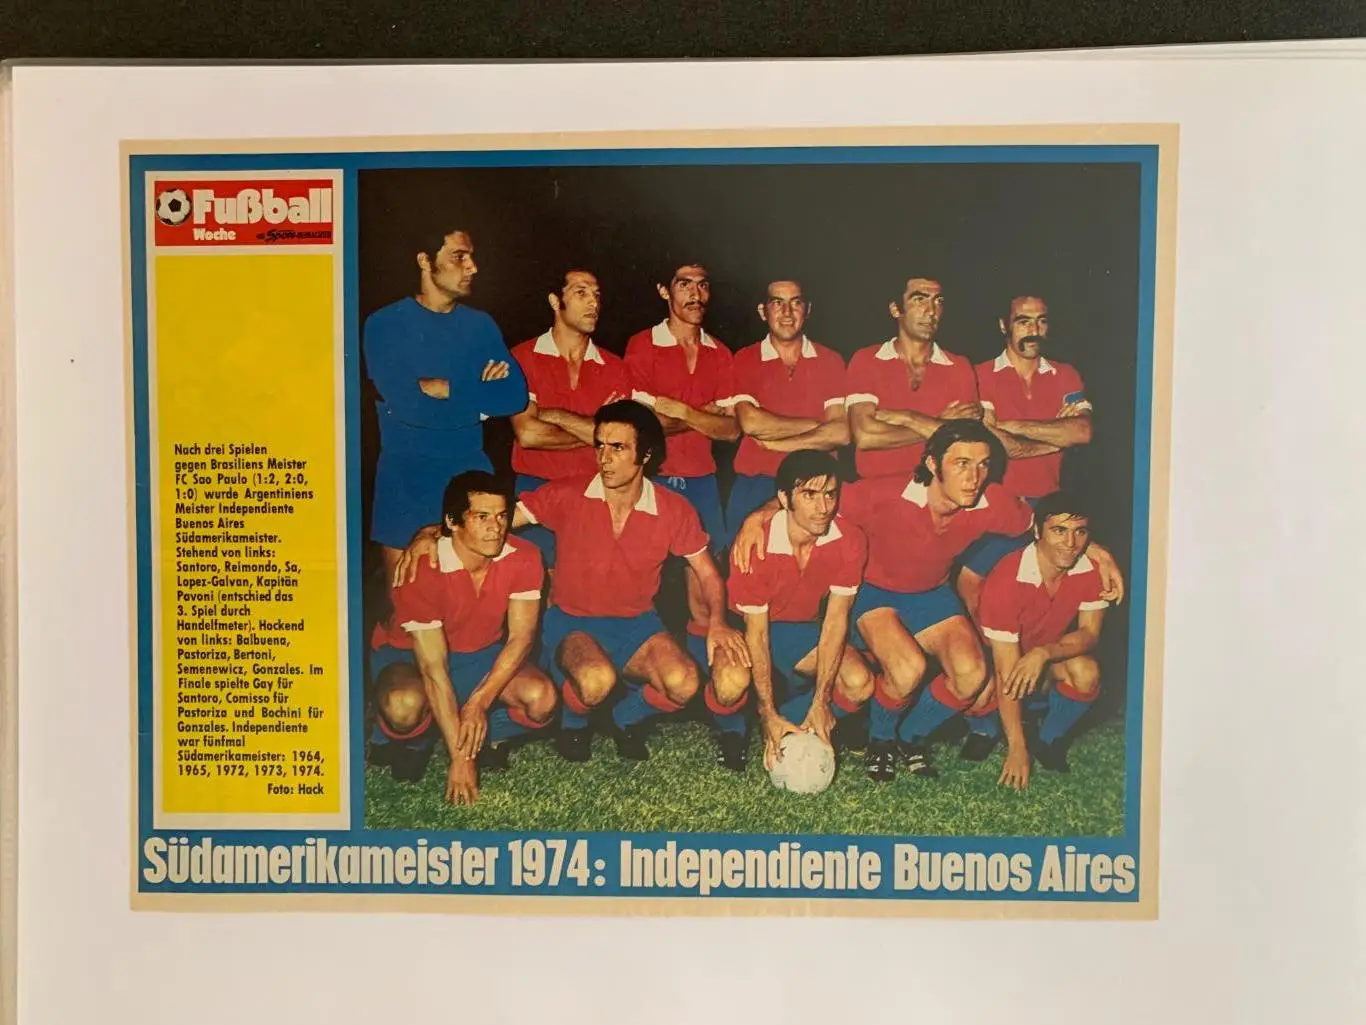 Fußball
Woche
Nach drei Spielen
gegen Brasiliens Meister
FC Sao Paulo (1:2, 2:0,
1:0) wurde Argentiniens
Meister Independiente
Buenos Aires
Südamerikameister.
Stehend von links:
Santoro, Reimondo, Sa,
Lopez-Galvan, Kapitän
Pavoni (entschied das
3. Spiel durch
Handelfmeter). Hockend
von links: Balbuena,
Pastoriza, Bertoni,
Semenewicz, Gonzales. Im
Finale spielte Gay für
Santoro, Comisso für
Pastoriza und Bochini für
Gonzales. Independiente
war fünfmal
Südamerikameister: 1964,
1965, 1972, 1973, 1974.
Foto: Hack
Südamerikameister 1974: Independiente Buenos Aires